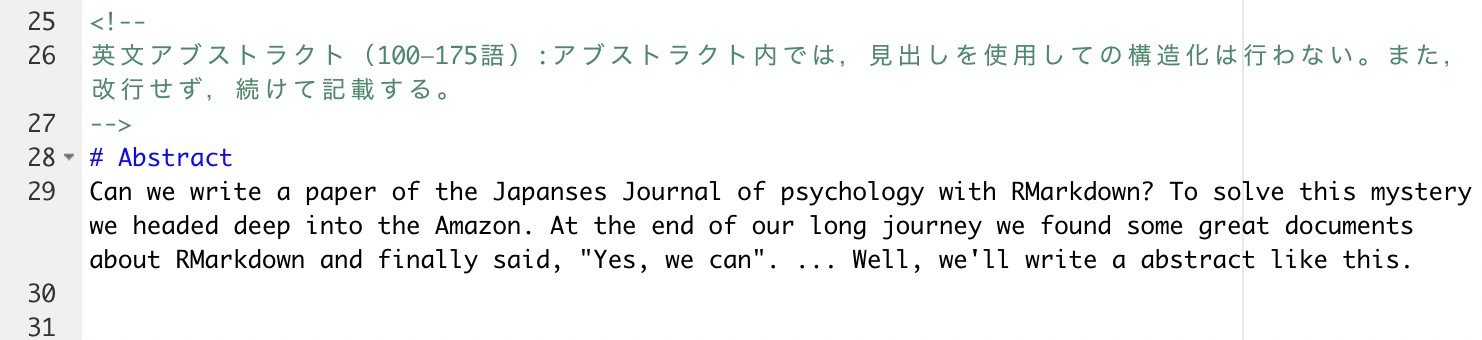 25 <!--
26 英文アブストラクト（100–175語）:アブストラクト内では，見出しを使用しての構造化は行わない。また，
改行せず，続けて記載する。
27 -->
28 # Abstract
29 Can we write a paper of the Japanses Journal of psychology with RMarkdown? To solve this mystery
we headed deep into the Amazon. At the end of our long journey we found some great documents
about RMarkdown and finally said, "Yes, we can". ... Well, we'll write a abstract like this.
30
31